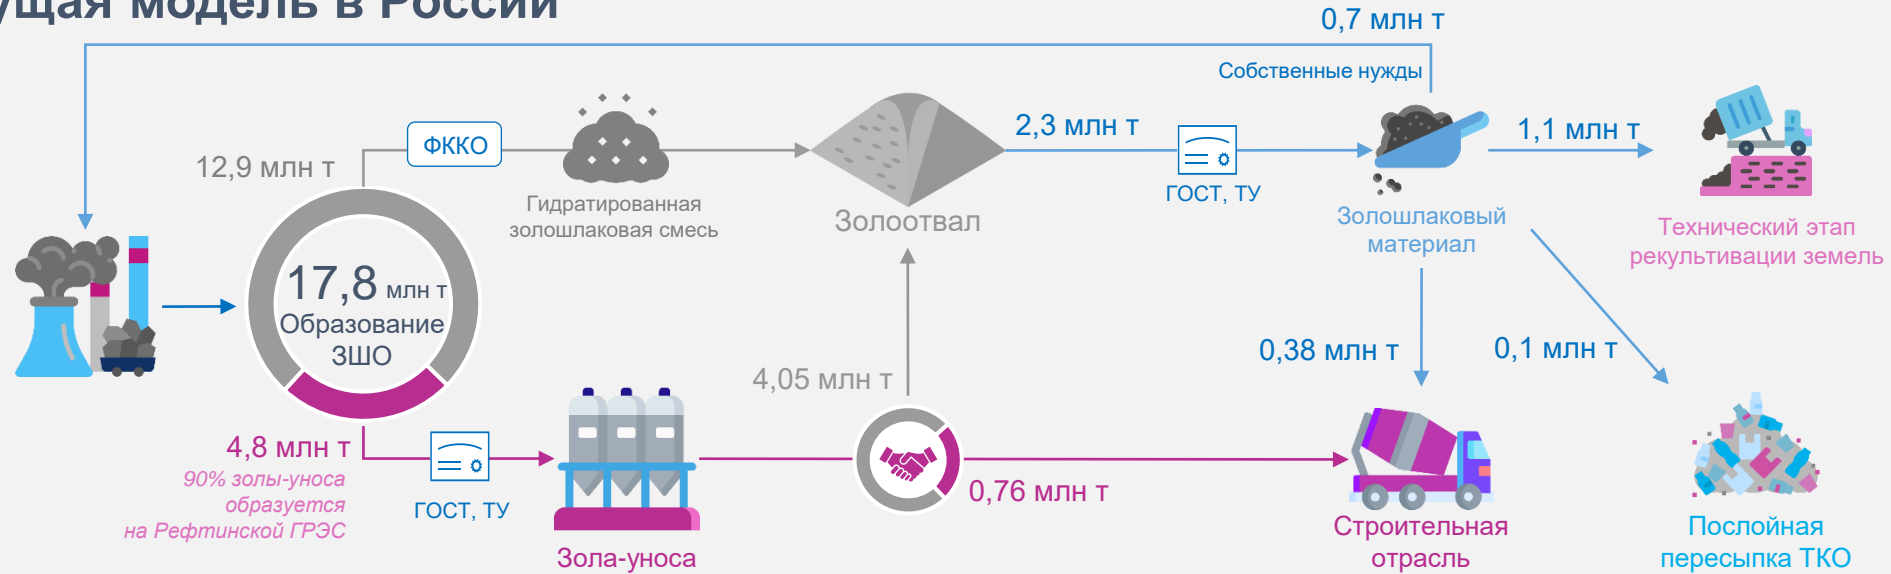 ущая модель в России
0,7 млн т
Собственные нужды
12,9 млн т
ФККО
Гидратированная
золошлаковая смесь
Золоотвал
2,3 млн т
ГОСТ, ТУ
Золошлаковый
материал
1,1 млн т
Технический этап
рекультивации земель
17,8 млн т
Образование
ЗШО
4,05 млн т
0,38 млн т
0,1 млн т
4,8 млн т
90% золы-уноса
образуется
на Рефтинской ГРЭС
ГОСТ, ТУ
Зола-уноса
0,76 млн т
Строительная
отрасль
Послойная
пересыпка ТКО